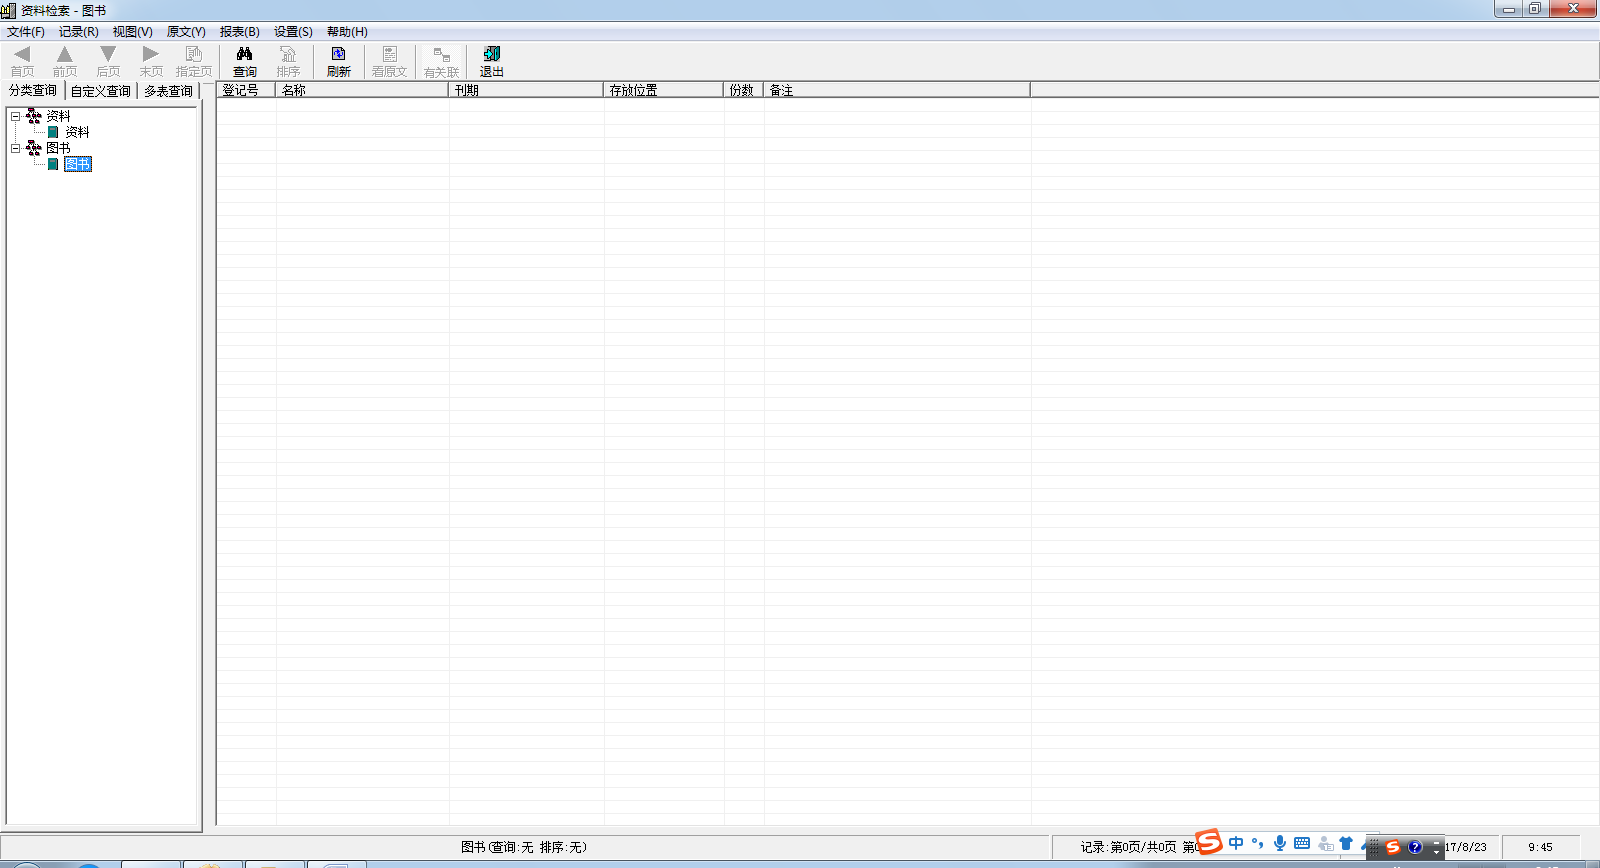 资料检索 - 图书
文件(F) 记录(R) 视图(V) 原文(Y) 报表(B) 设置(S) 帮助(H)
首页 前页 后页 末页 指定页 查询 排序 刷新 看原文 有关联 退出
分类查询 自定义查询 多表查询
登记号 名称 刊期 存放位置 份数 备注
资料
资料
图书
图书
图书(查询:无 排序:无)
记录:第0页/共0页 第0
中
17/8/23
9:45